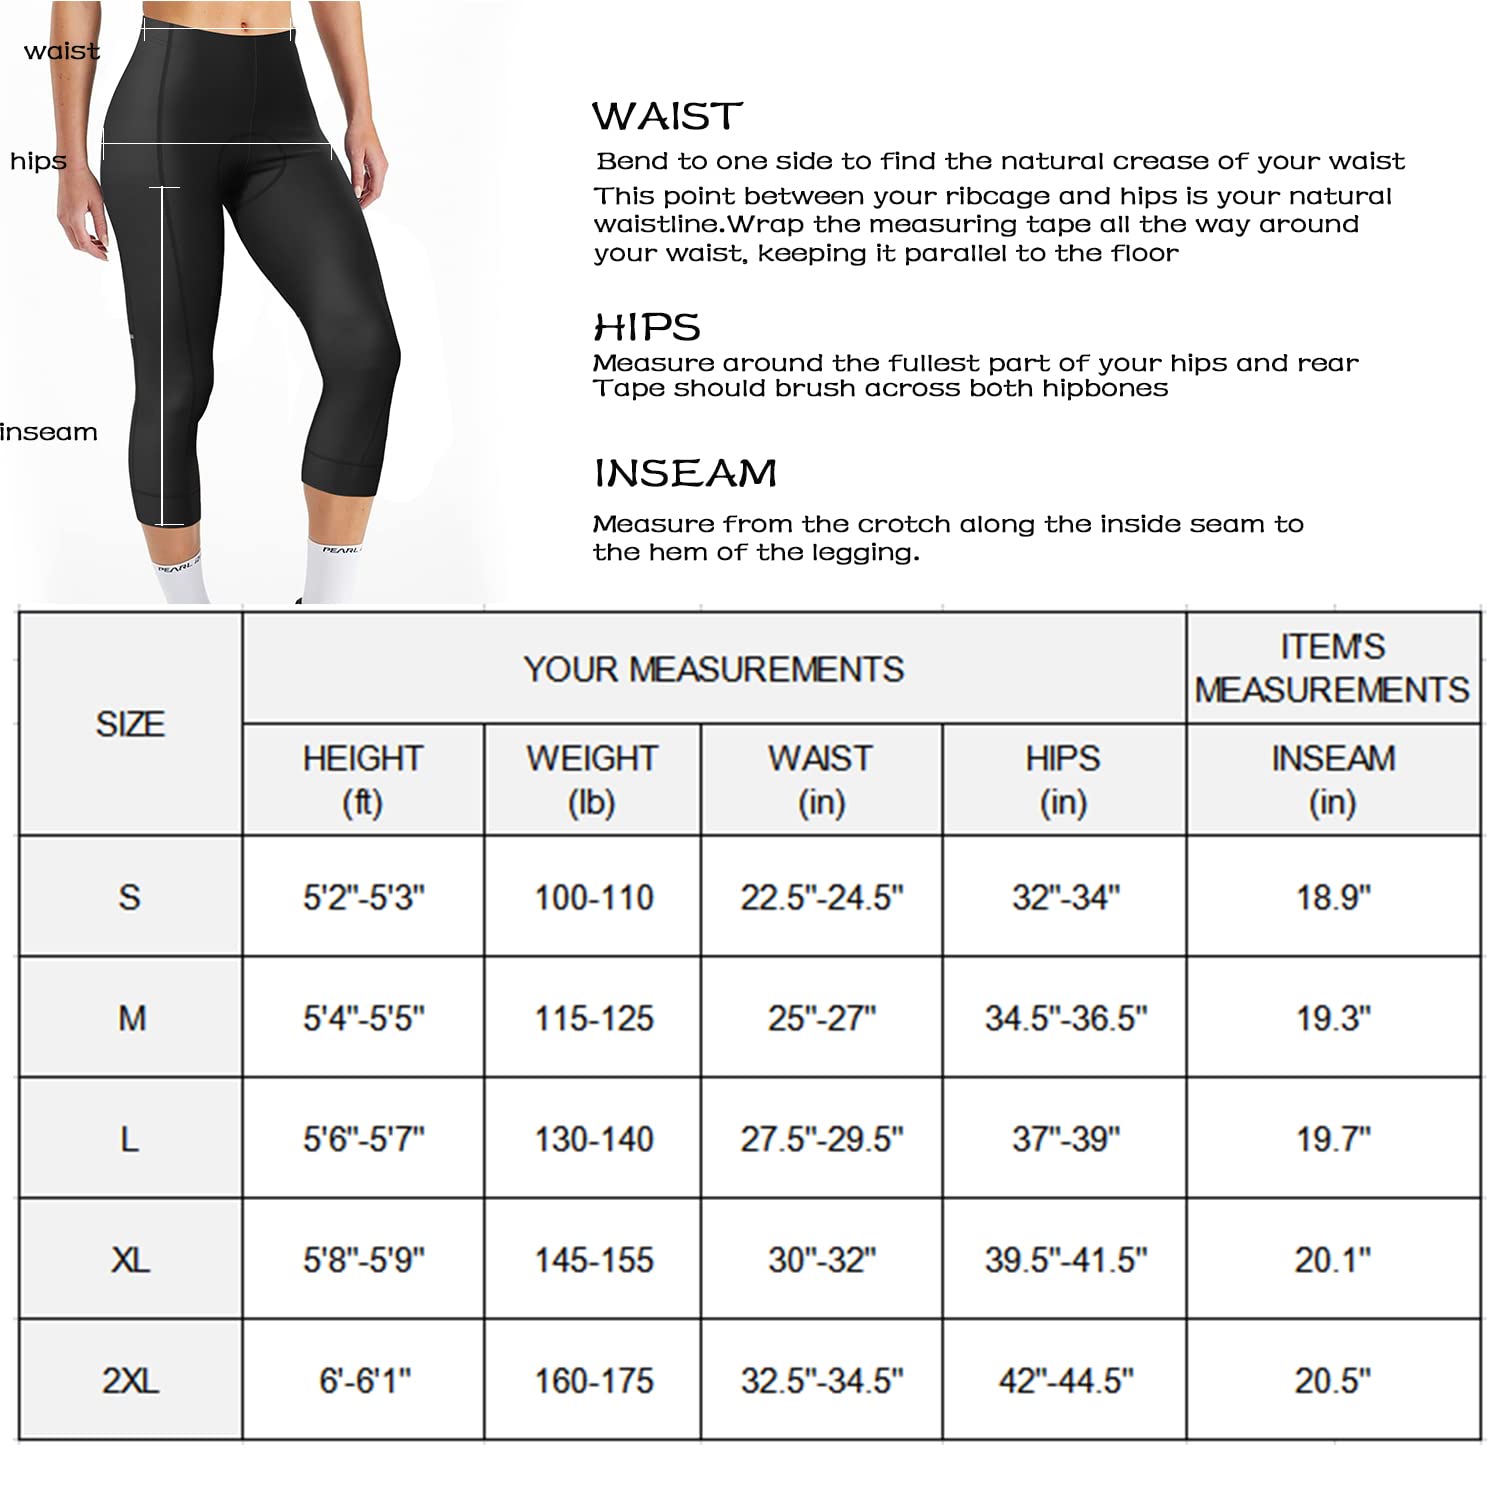 waist
hips
inseam
PEARL
PEARL
WAIST
Bend to one side to find the natural crease of your waist
This point between your ribcage and hips is your natural
waistline.Wrap the measuring tape all the way around
your waist, keeping it parallel to the floor
HIPS
Measure around the fullest part of your hips and rear
Tape should brush across both hipbones
INSEAM
Measure from the crotch along the inside seam to
the hem of the legging.
SIZE YOUR MEASUREMENTS ITEM'S
MEASUREMENTS
HEIGHT WEIGHT WAIST HIPS INSEAM
(ft) (lb) (in) (in) (in)
S 5'2"-5'3" 100-110 22.5"-24.5" 32"-34" 18.9"
M 5'4"-5'5" 115-125 25"-27" 34.5"-36.5" 19.3"
L 5'6"-5'7" 130-140 27.5"-29.5" 37"-39" 19.7"
XL 5'8"-5'9" 145-155 30"-32" 39.5"-41.5" 20.1"
2XL 6'-6'1" 160-175 32.5"-34.5" 42"-44.5" 20.5"